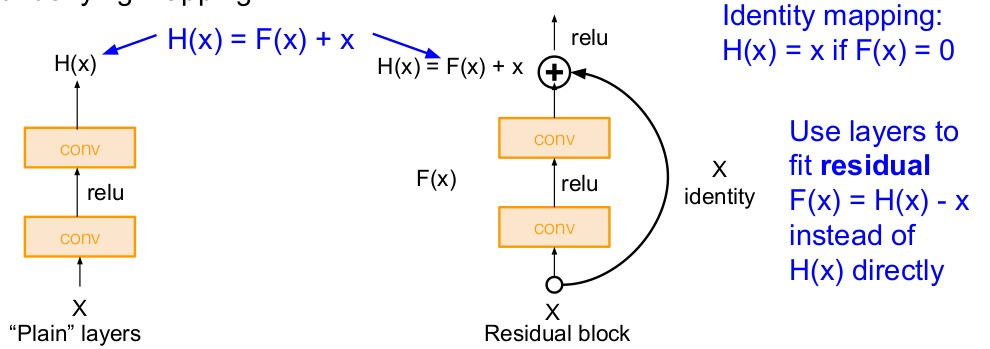 H(x) = F(x) + x
H(x)
conv
relu
conv
X
“Plain” layers
relu
H(x) = F(x) + x
+
conv
F(x)
relu
conv
X
identity
X
Residual block
Identity mapping:
H(x) = x if F(x) = 0
Use layers to
fit residual
F(x) = H(x) - x
instead of
H(x) directly